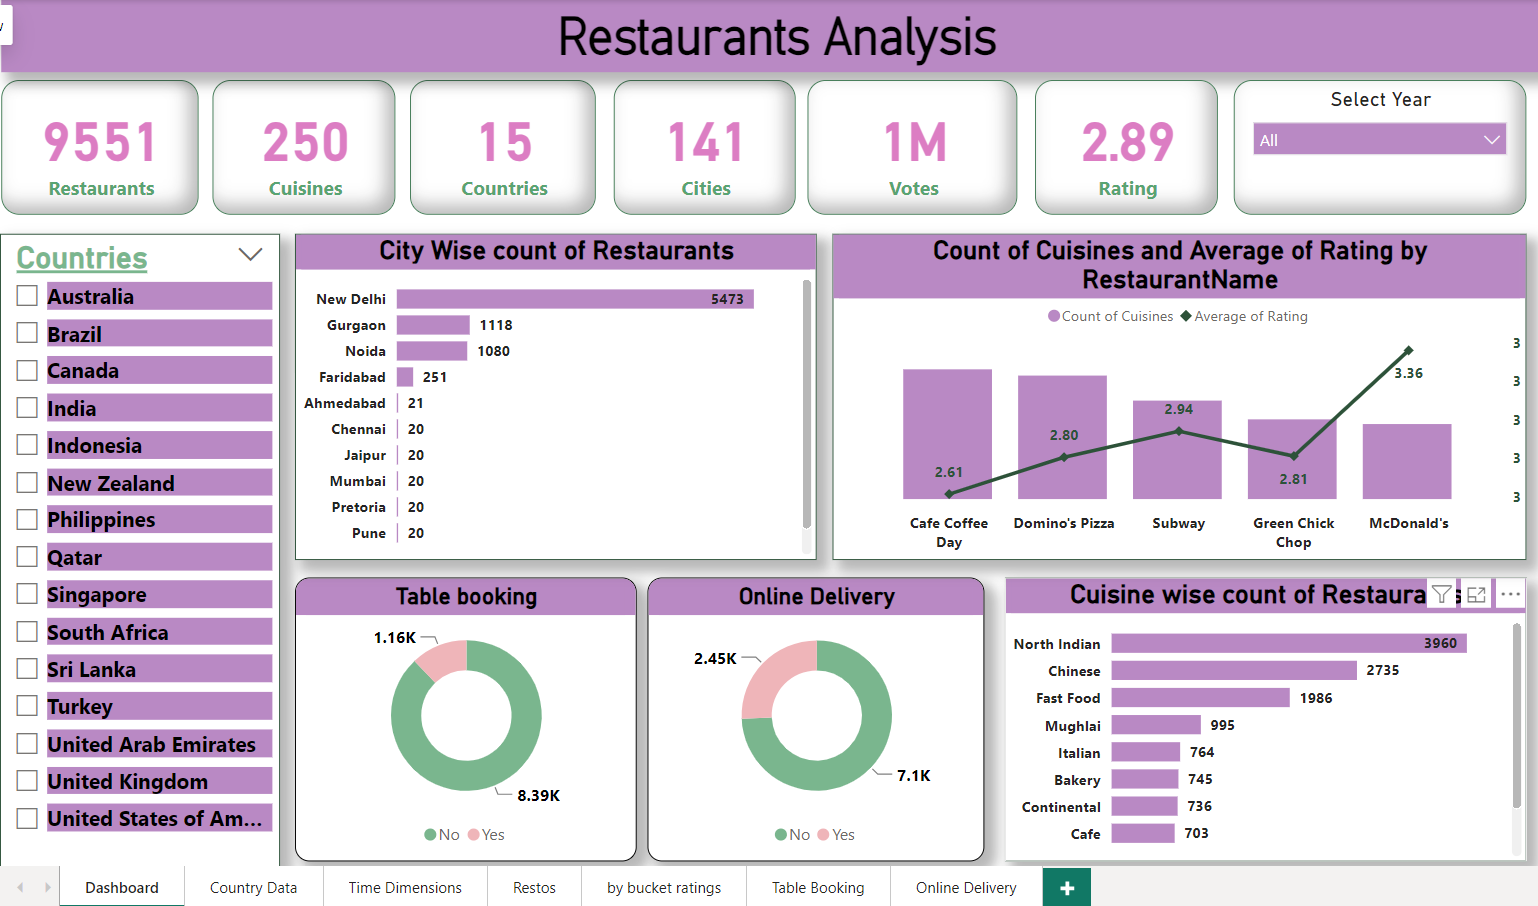 Restaurants Analysis
9551
Restaurants
250
Cuisines
15
Countries
141
Cities
1M
Votes
2.89
Rating
Select Year
All
Countries
Australia
Brazil
Canada
India
Indonesia
New Zealand
Philippines
Qatar
Singapore
South Africa
Sri Lanka
Turkey
United Arab Emirates
United Kingdom
United States of Am...
City Wise count of Restaurants
New Delhi 5473
Gurgaon 1118
Noida 1080
Faridabad 251
Ahmedabad 21
Chennai 20
Jaipur 20
Mumbai 20
Pretoria 20
Pune 20
Count of Cuisines and Average of Rating by
RestaurantName
Count of Cuisines Average of Rating
3
3
3
3
3
2.61
2.80
2.94
2.81
3.36
Cafe Coffee
Day
Domino's Pizza
Subway
Green Chick
Chop
McDonald's
Table booking
1.16K
8.39K
No Yes
Online Delivery
2.45K
7.1K
No Yes
Cuisine wise count of Restaura s
North Indian 3960
Chinese 2735
Fast Food 1986
Mughlai 995
Italian 764
Bakery 745
Continental 736
Cafe 703
Dashboard Country Data Time Dimensions Restos by bucket ratings Table Booking Online Delivery +